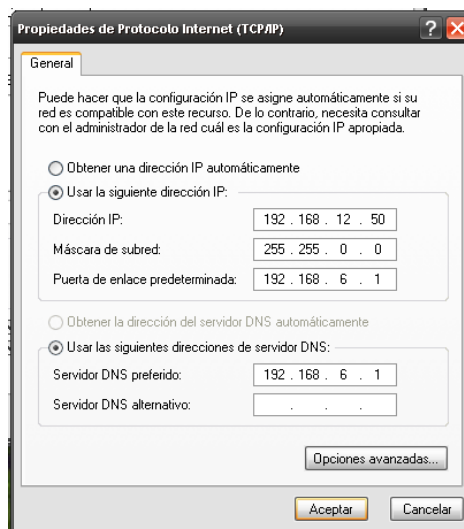 Propiedades de Protocolo Internet (TCP/IP)
General
Puede hacer que la configuración IP se asigne automáticamente si su
red es compatible con este recurso. De lo contrario, necesita consultar
con el administrador de la red cuál es la configuración IP apropiada.
Obtener una dirección IP automáticamente
Usar la siguiente dirección IP:
Dirección IP: 192 . 168 . 12 . 50
Máscara de subred: 255 . 255 . 0 . 0
Puerta de enlace predeterminada: 192 . 168 . 6 . 1
Obtener la dirección del servidor DNS automáticamente
Usar las siguientes direcciones de servidor DNS:
Servidor DNS preferido: 192 . 168 . 6 . 1
Servidor DNS alternativo: . . .
Opciones avanzadas...
Aceptar Cancelar